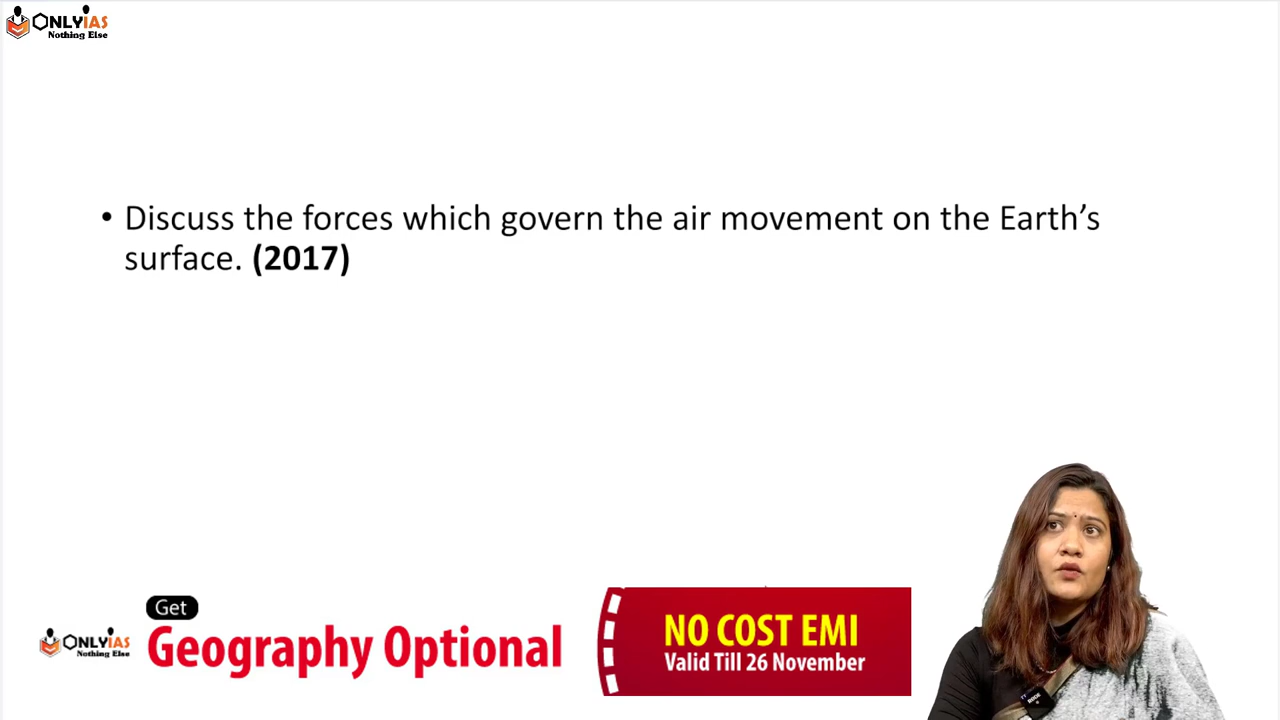 ONLYIAS
Nothing Else
• Discuss the forces which govern the air movement on the Earth’s
surface. (2017)
Get
ONLYIAS
Nothing Else
Geography Optional
NO COST EMI
Valid Till 26 November
RODE